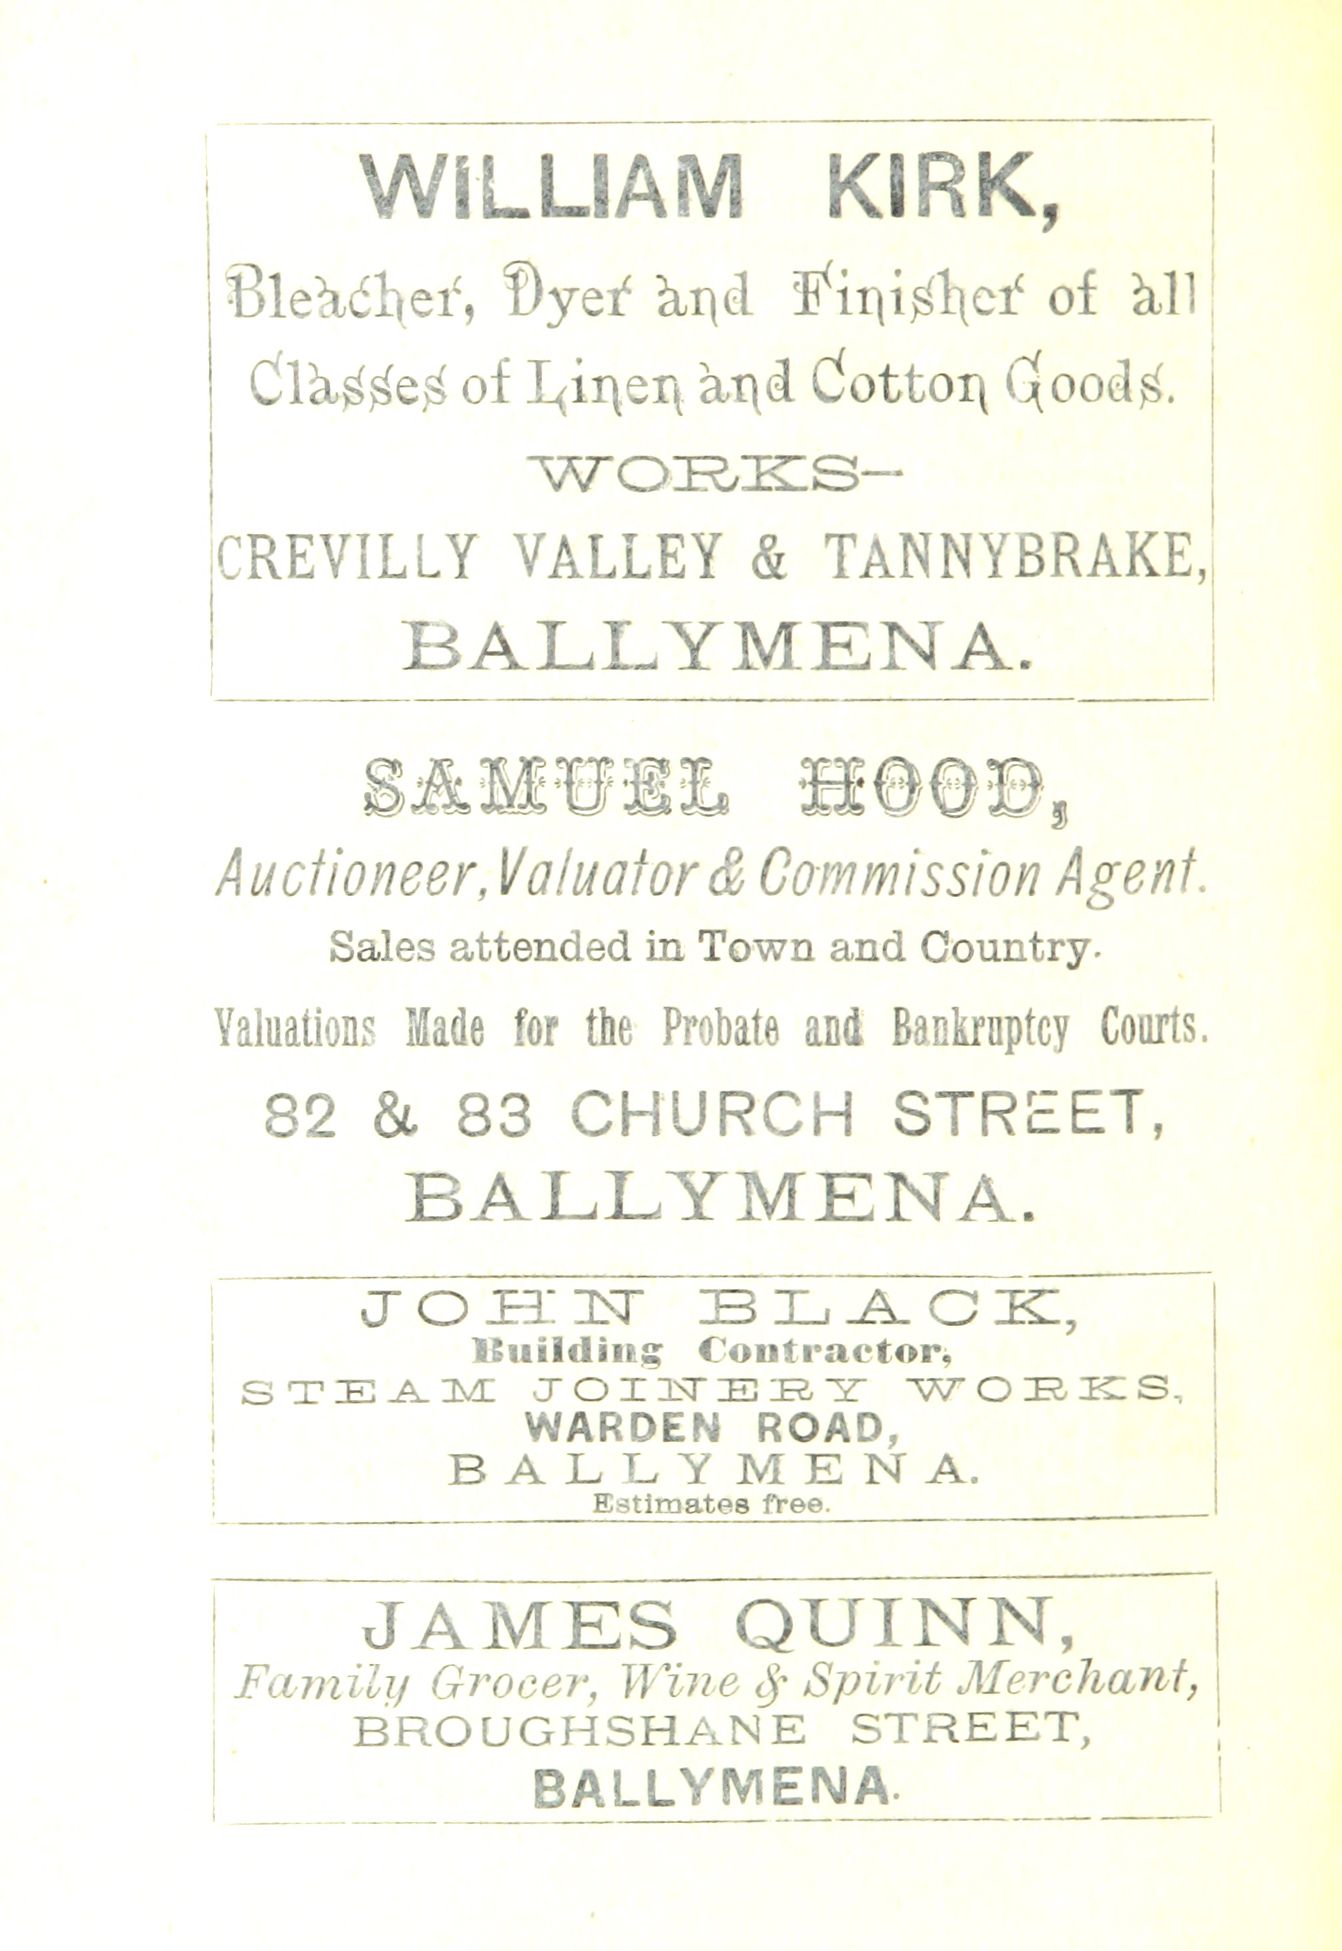 WILLIAM KIRK,
Bleacher, Dyer and Finisher of all
Classes of Linen and Cotton Goods.
WORKS—
CREVILLY VALLEY & TANNYBRAKE,
BALLYMENA.
SAMUEL HOOD,
Auctioneer, Valuator & Commission Agent.
Sales attended in Town and Country.
Valuations Made for the Probate and Bankruptcy Courts.
82 & 83 CHURCH STREET,
BALLYMENA.
JOHN BLACK,
Building Contractor,
STEAM JOINERY WORKS,
WARDEN ROAD,
BALLYMENA.
Estimates free.
JAMES QUINN,
Family Grocer, Wine & Spirit Merchant,
BROUGHSHANE STREET,
BALLYMENA.